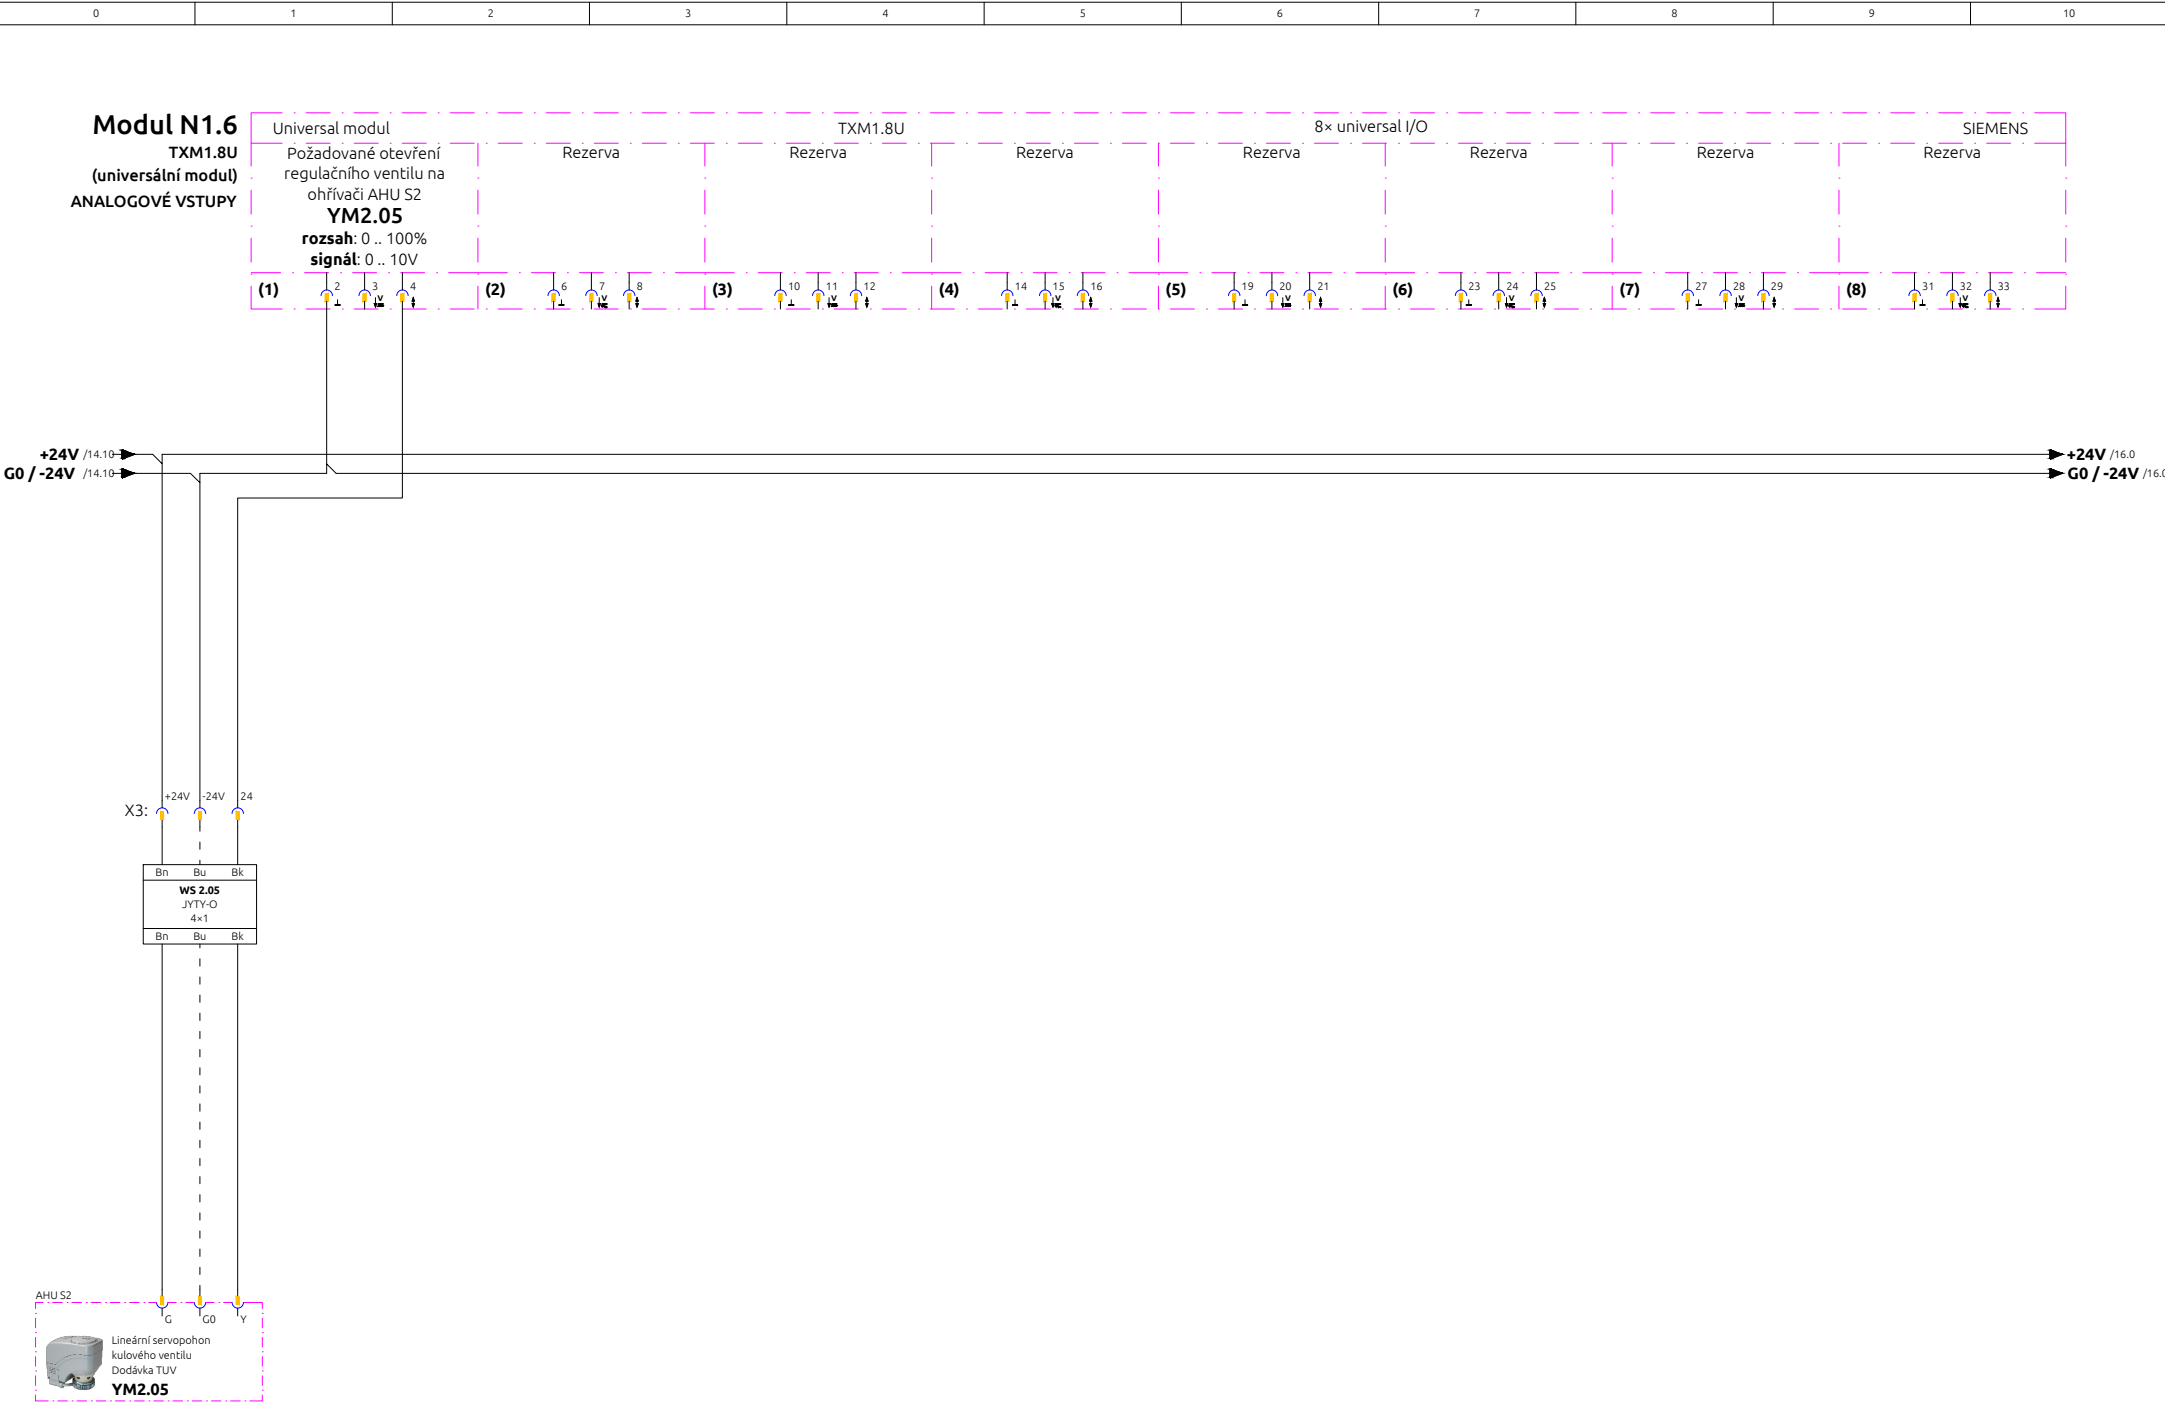 0 1 2 3 4 5 6 7 8 9 10
Modul N1.6
TXM1.8U
(universální modul)
ANALOGOVÉ VSTUPY
Universal modul TXM1.8U 8× universal I/O SIEMENS
Požadované otevření
regulačního ventilu na
ohřívači AHU S2
YM2.05
rozsah: 0 .. 100%
signál: 0 .. 10V
Rezerva Rezerva Rezerva Rezerva Rezerva Rezerva Rezerva
(1) 2 3 4 (2) 6 7 8 (3) 10 11 12 (4) 14 15 16 (5) 19 20 21 (6) 23 24 25 (7) 27 28 29 (8) 31 32 33
+24V /14.10 +24V /16.0
G0 / -24V /14.10 G0 / -24V /16.0
X3: +24V -24V 24
Bn Bu Bk
WS 2.05
JYTY-O
4×1
Bn Bu Bk
AHU S2
G G0 Y
Lineární servopohon
kulového ventilu
Dodávka TUV
YM2.05